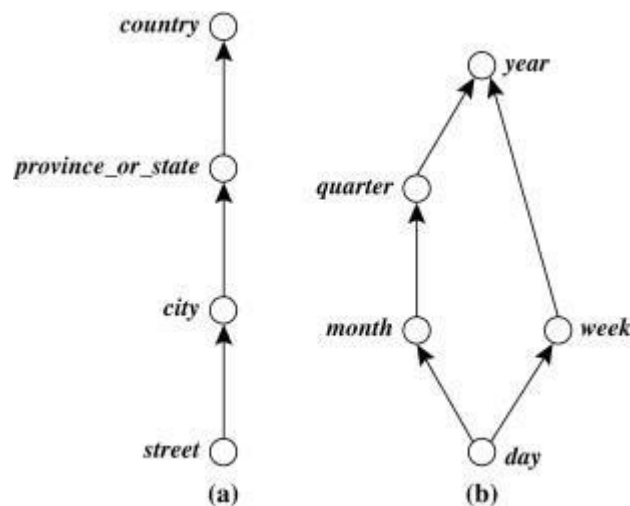 country
province_or_state
city
street
(a)
year
quarter
month
week
day
(b)